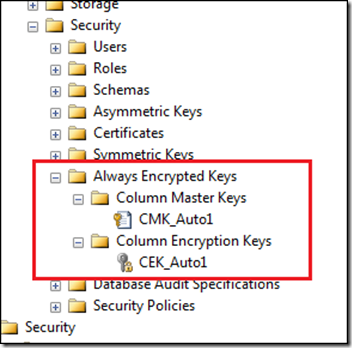 Storage
Security
Users
Roles
Schemas
Asymmetric Keys
Certificates
Symmetric Keys
Always Encrypted Keys
Column Master Keys
CMK_Auto1
Column Encryption Keys
CEK_Auto1
Database Audit Specifications
Security Policies
Security